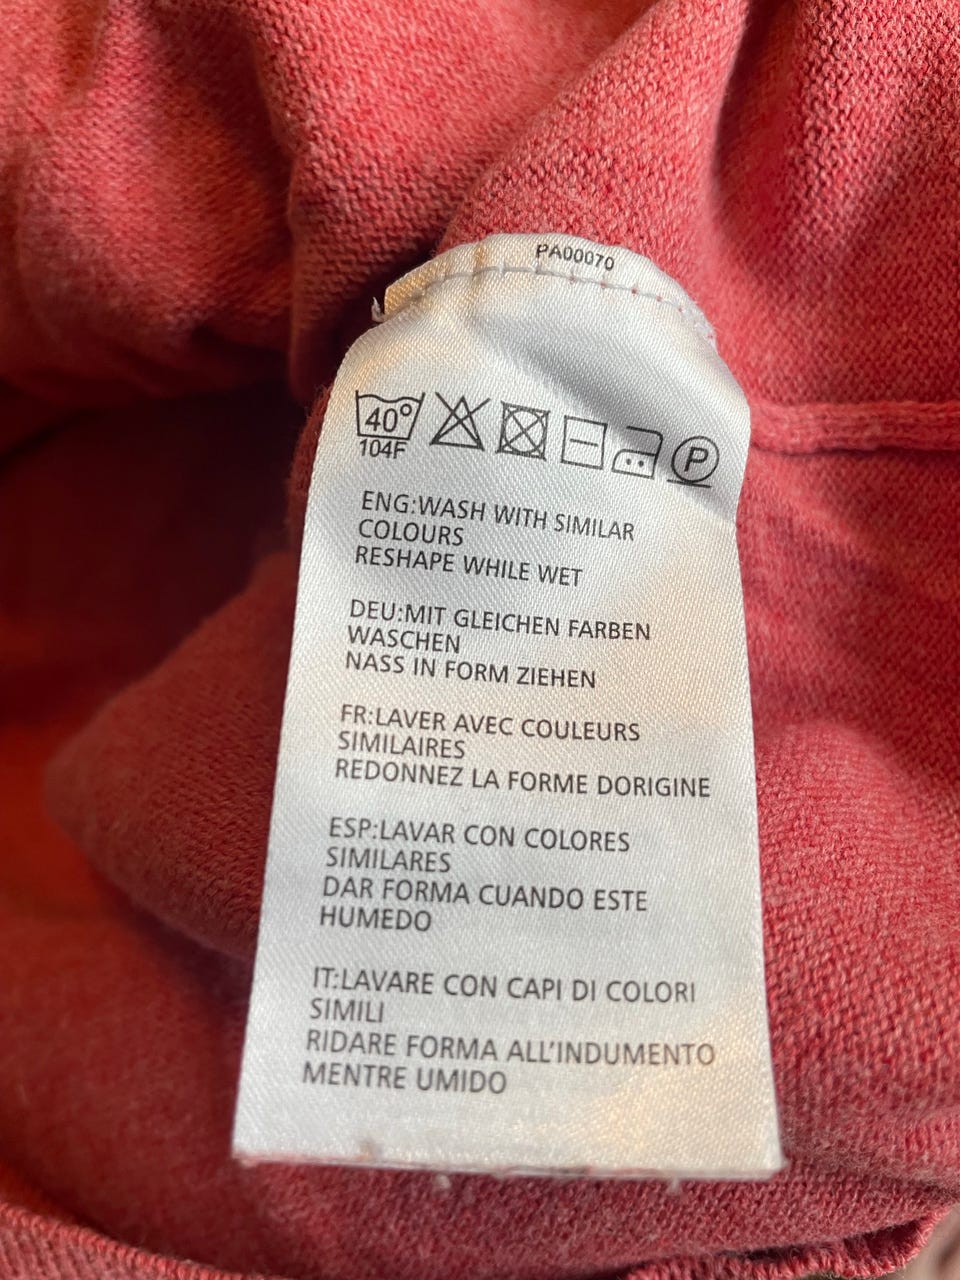 PA00070
40°
104F
P
ENG:WASH WITH SIMILAR
COLOURS
RESHAPE WHILE WET
DEU:MIT GLEICHEN FARBEN
WASCHEN
NASS IN FORM ZIEHEN
FR:LAVER AVEC COULEURS
SIMILAIRES
REDONNEZ LA FORME DORIGINE
ESP:LAVAR CON COLORES
SIMILARES
DAR FORMA CUANDO ESTE
HUMEDO
IT:LAVARE CON CAPI DI COLORI
SIMILI
RIDARE FORMA ALL'INDUMENTO
MENTRE UMIDO